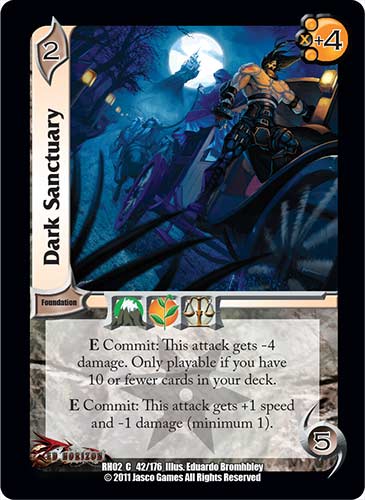 2
+4
Dark Sanctuary
Foundation
E Commit: This attack gets -4
damage. Only playable if you have
10 or fewer cards in your deck.
E Commit: This attack gets +1 speed
and -1 damage (minimum 1).
5
RED HORIZON
RH02 C 42/176 Illus. Eduardo Brombbley
© 2011 Jasco Games All Rights Reserved